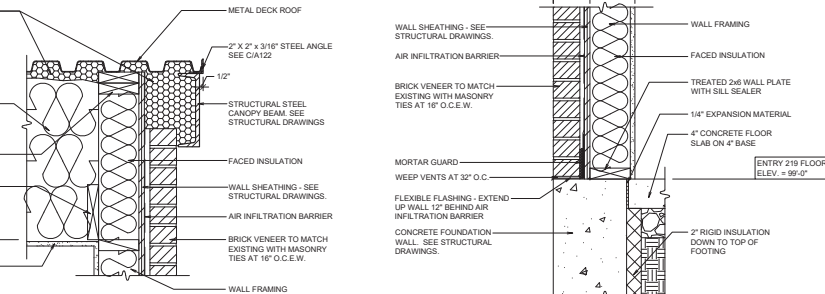 METAL DECK ROOF
2" X 2" x 3/16" STEEL ANGLE
SEE C/A122
1/2"
STRUCTURAL STEEL
CANOPY BEAM. SEE
STRUCTURAL DRAWINGS
FACED INSULATION
WALL SHEATHING - SEE
STRUCTURAL DRAWINGS.
AIR INFILTRATION BARRIER
BRICK VENEER TO MATCH
EXISTING WITH MASONRY
TIES AT 16" O.C.E.W.
WALL FRAMING
WALL SHEATHING - SEE
STRUCTURAL DRAWINGS.
AIR INFILTRATION BARRIER
BRICK VENEER TO MATCH
EXISTING WITH MASONRY
TIES AT 16" O.C.E.W.
MORTAR GUARD
WEEP VENTS AT 32" O.C.
FLEXIBLE FLASHING - EXTEND
UP WALL 12" BEHIND AIR
INFILTRATION BARRIER
CONCRETE FOUNDATION
WALL. SEE STRUCTURAL
DRAWINGS.
WALL FRAMING
FACED INSULATION
TREATED 2x6 WALL PLATE
WITH SILL SEALER
1/4" EXPANSION MATERIAL
4" CONCRETE FLOOR
SLAB ON 4" BASE
ENTRY 219 FLOOR
ELEV. = 99'-0"
2" RIGID INSULATION
DOWN TO TOP OF
FOOTING